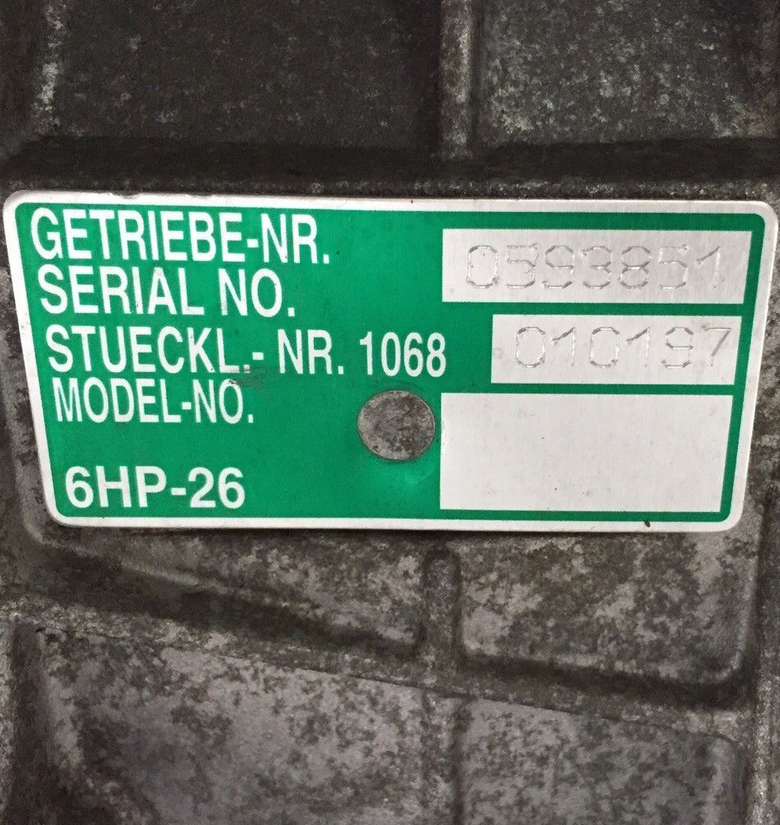 GETRIEBE-NR. 0593851
SERIAL NO.
STUECKL.- NR. 1068 010197
MODEL-NO.
6HP-26